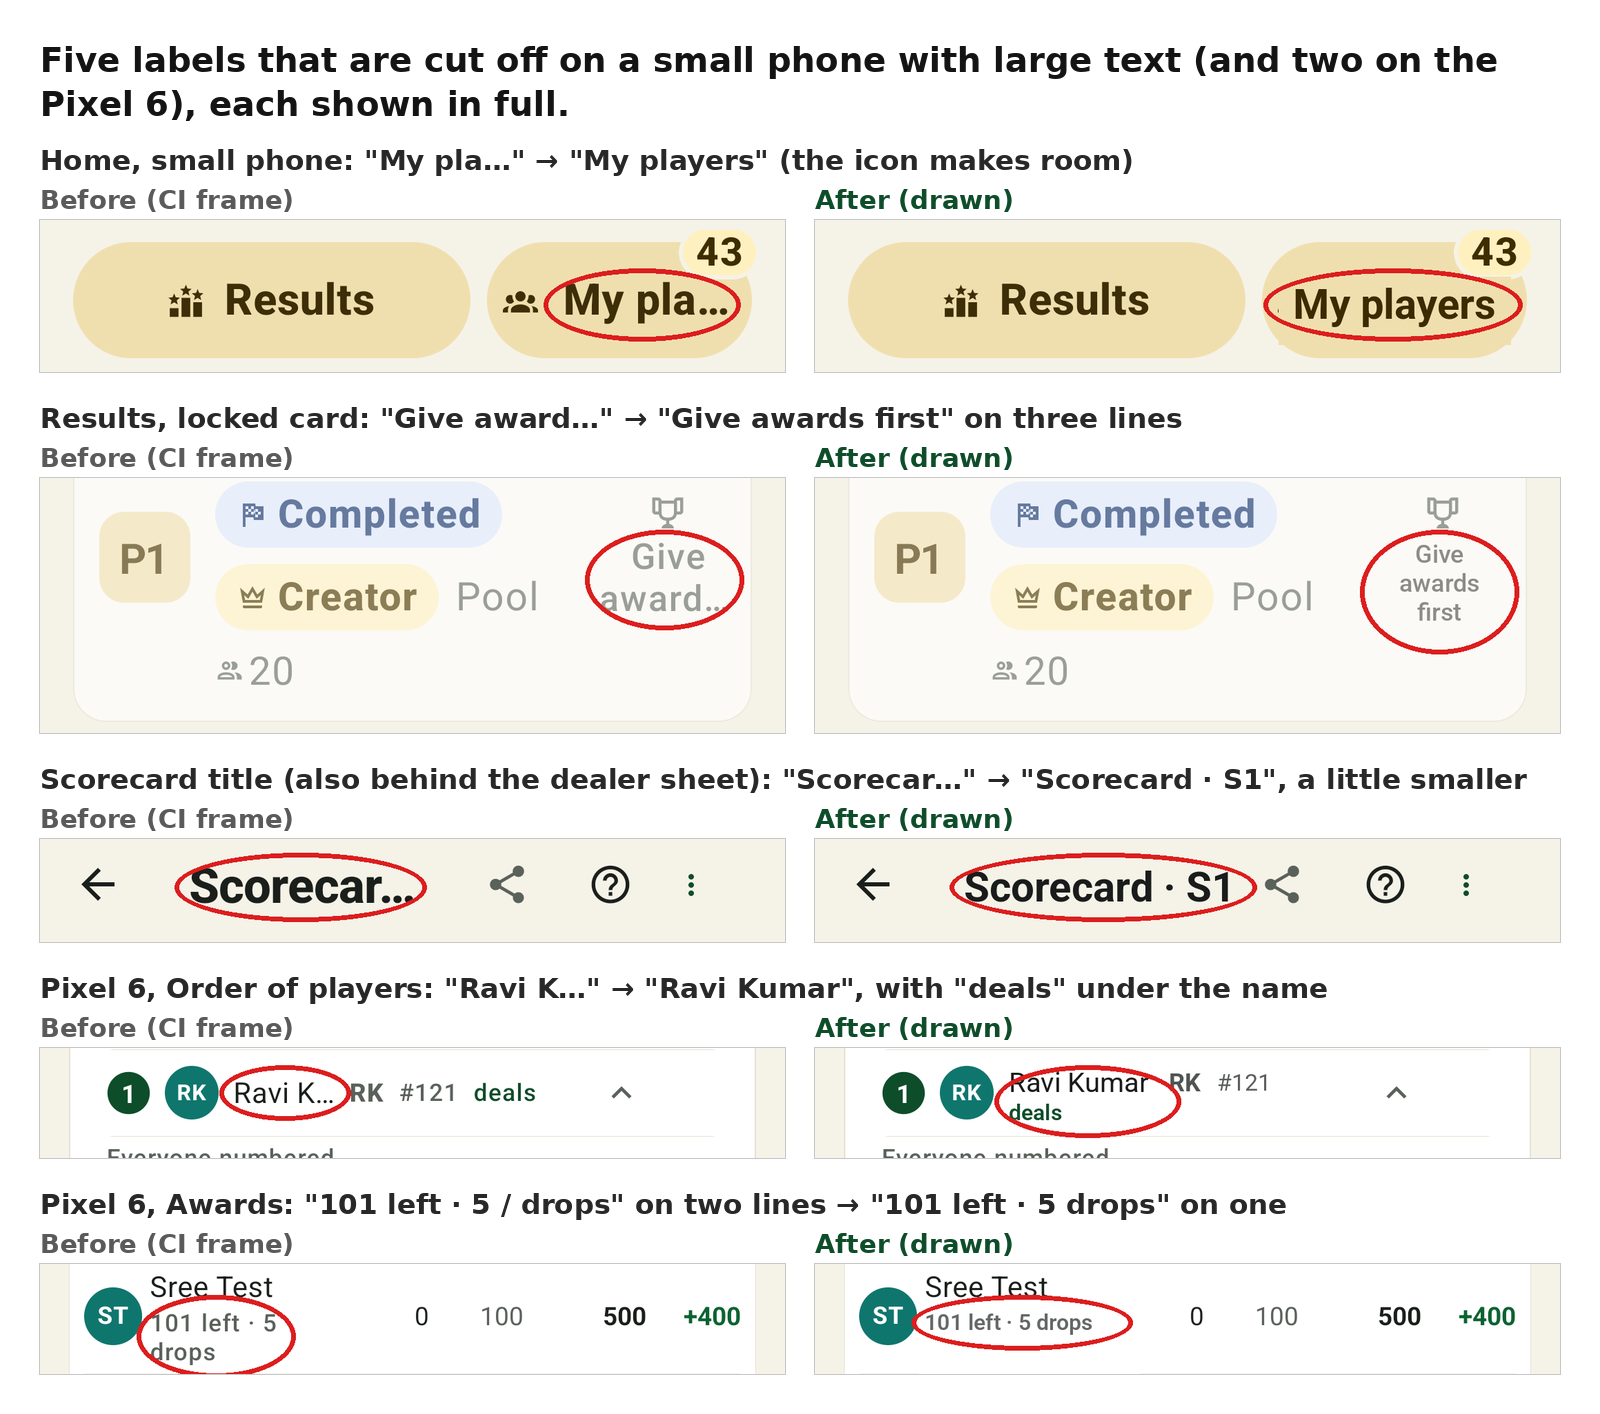 Five labels that are cut off on a small phone with large text (and two on the
Pixel 6), each shown in full.
Home, small phone: "My pla…" → "My players" (the icon makes room)
Before (CI frame)
After (drawn)
Results
My pla…
43
Results
My players
43
Results, locked card: "Give award…" → "Give awards first" on three lines
Before (CI frame)
After (drawn)
P1
Completed
Creator
Pool
20
Give
award…
P1
Completed
Creator
Pool
20
Give
awards
first
Scorecard title (also behind the dealer sheet): "Scorecar…" → "Scorecard · S1", a little smaller
Before (CI frame)
After (drawn)
Scorecar…
Scorecard · S1
Pixel 6, Order of players: "Ravi K…" → "Ravi Kumar", with "deals" under the name
Before (CI frame)
After (drawn)
1 RK Ravi K… RK #121 deals
Everyone numbered
1 RK Ravi Kumar RK #121
deals
Everyone numbered
Pixel 6, Awards: "101 left · 5 / drops" on two lines → "101 left · 5 drops" on one
Before (CI frame)
After (drawn)
Sree Test
ST 101 left · 5 0 100 500 +400
drops
Sree Test
ST 101 left · 5 drops 0 100 500 +400